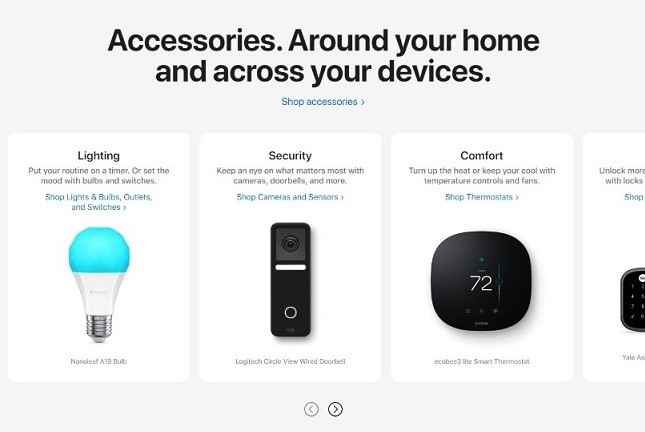 Accessories. Around your home
and across your devices.
Shop accessories >
Lighting
Put your routine on a timer. Or set the
mood with bulbs and switches.
Shop Lights & Bulbs, Outlets,
and Switches >
Nanoleaf A19 Bulb
Security
Keep an eye on what matters most with
cameras, doorbells, and more.
Shop Cameras and Sensors >
logi
Logitech Circle View Wired Doorbell
Comfort
Turn up the heat or keep your cool with
temperature controls and fans.
Shop Thermostats >
72
ecobee
ecobee3 lite Smart Thermostat
Unlock more
with locks
Shop
Yale As